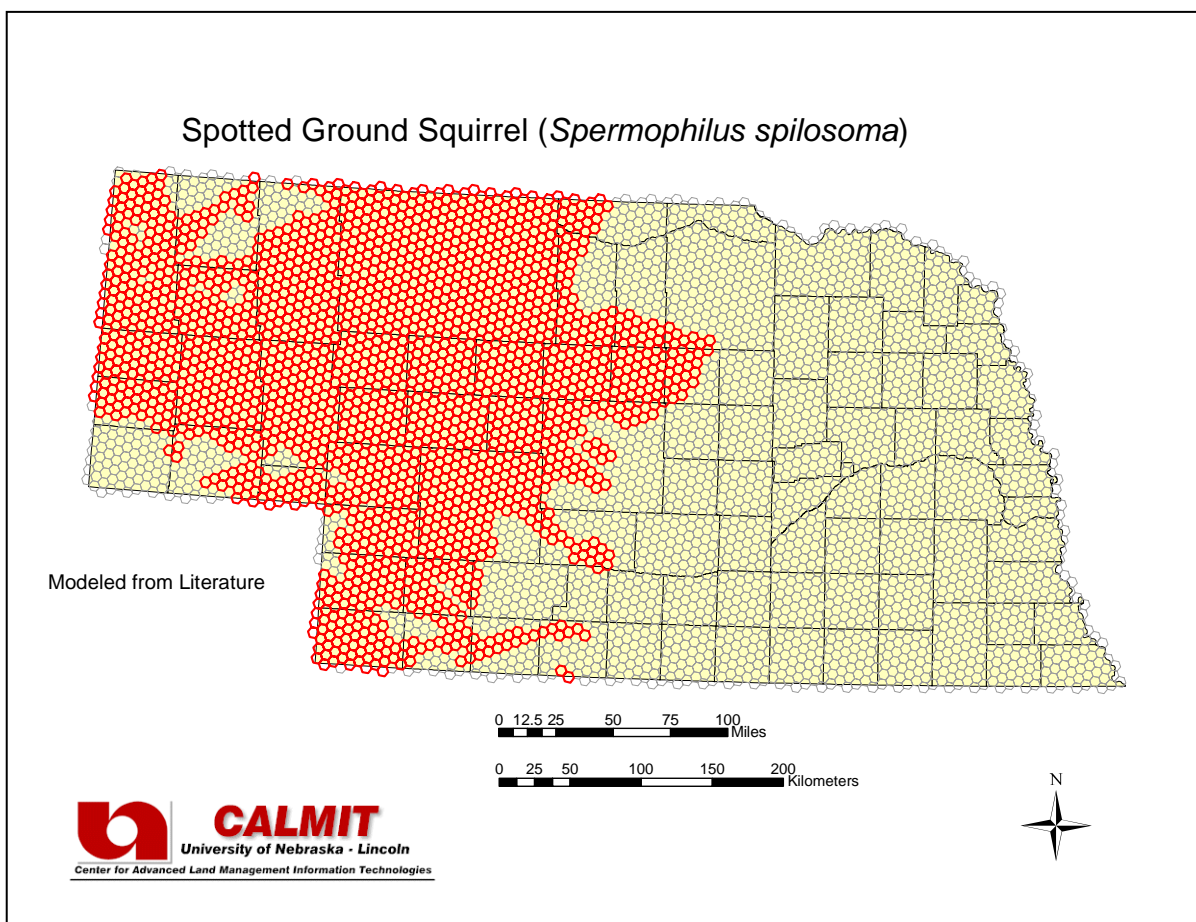 Spotted Ground Squirrel (Spermophilus spilosoma)
Modeled from Literature
0 12.5 25 50 75 100
Miles
0 25 50 100 150 200
Kilometers
N
CALMIT
University of Nebraska - Lincoln
Center for Advanced Land Management Information Technologies